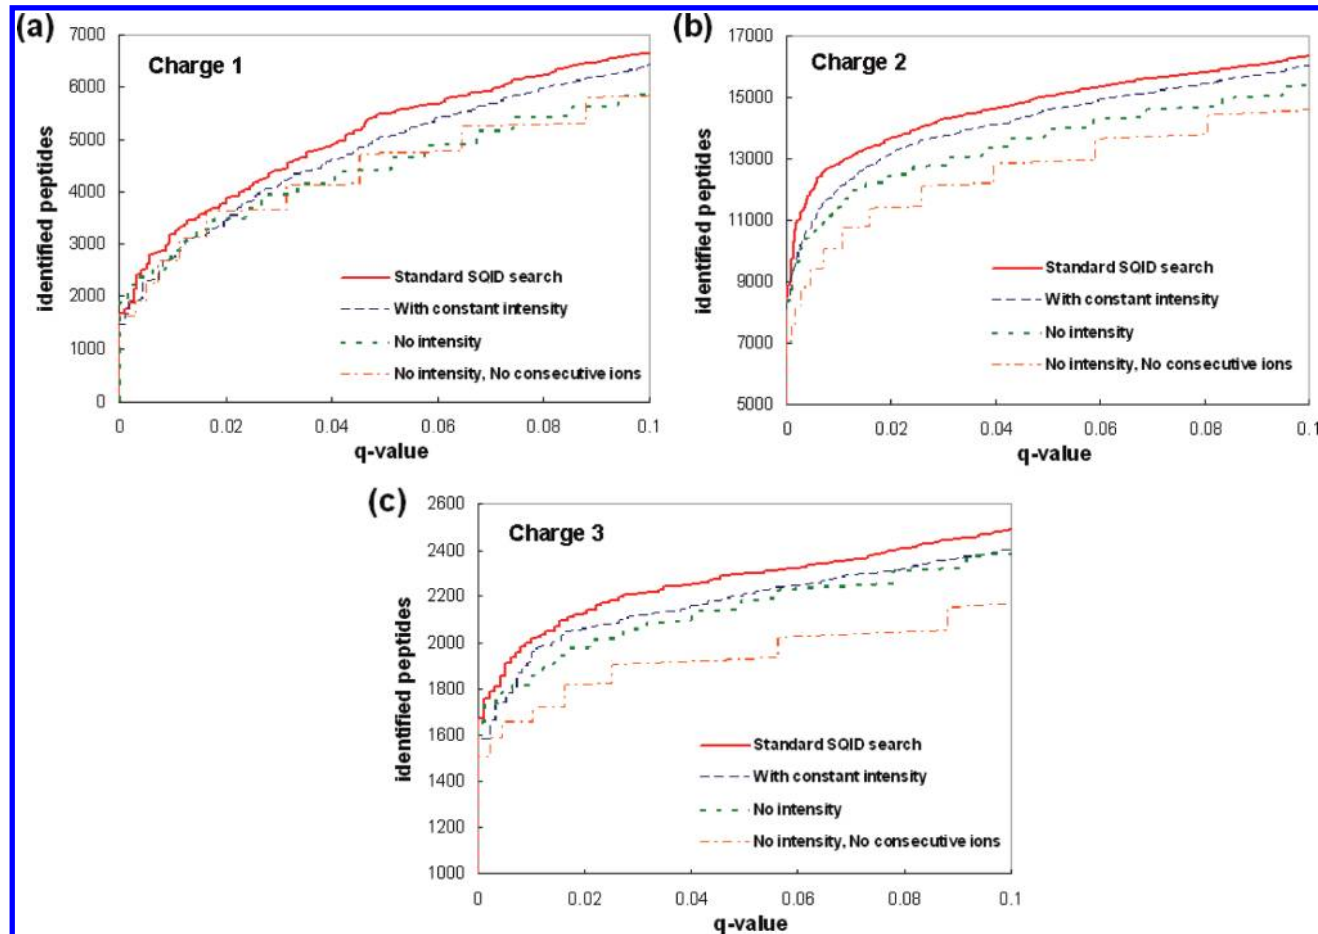 (a)
Charge 1
7000
6000
5000
4000
3000
2000
1000
0
identified peptides
Standard SQID search
With constant intensity
No intensity
No intensity, No consecutive ions
0 0.02 0.04 0.06 0.08 0.1
q-value
(b)
Charge 2
17000
15000
13000
11000
9000
7000
5000
identified peptides
Standard SQID search
With constant intensity
No intensity
No intensity, No consecutive ions
0 0.02 0.04 0.06 0.08 0.1
q-value
(c)
Charge 3
2600
2400
2200
2000
1800
1600
1400
1200
1000
identified peptides
Standard SQID search
With constant intensity
No intensity
No intensity, No consecutive ions
0 0.02 0.04 0.06 0.08 0.1
q-value